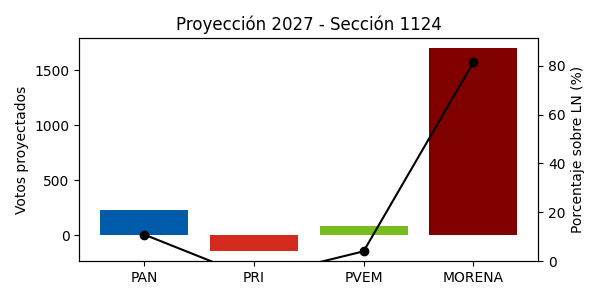 Proyección 2027 - Sección 1124
Votos proyectados
1500
1000
500
0
80
60
40
20
0
Porcentaje sobre LN (%)
PAN PRI PVEM MORENA